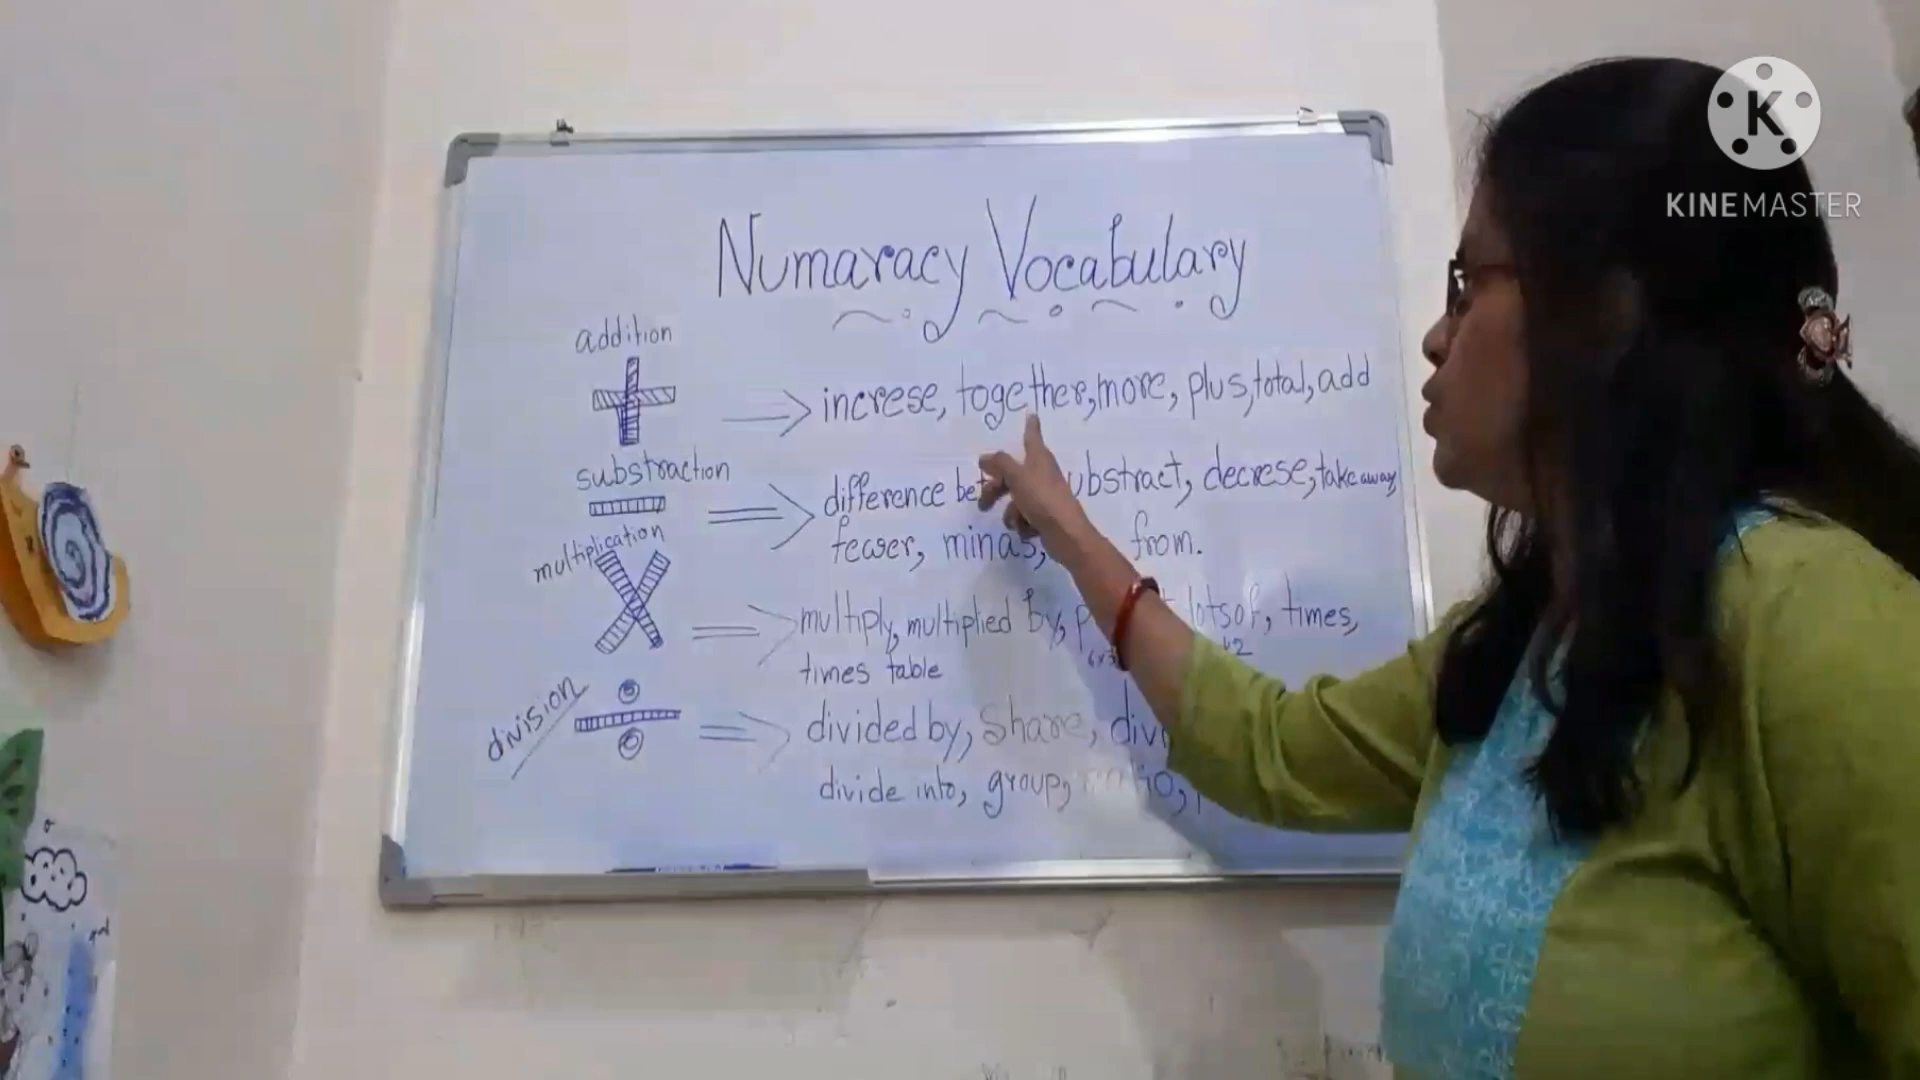 K
KINEMASTER
Numaracy Vocabulary
addition
increse, together, more, plus, total, add
substraction
difference substract, decrese, take away,
fewer, minas, from.
multiplication
multiply, multiplied by, lots of, times,
times table
division
divided by, Share,
divide into, group,